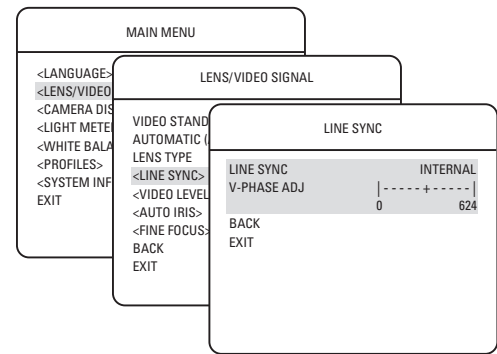 MAIN MENU
<LANGUAGE>
<LENS/VIDEO
<CAMERA DIS
<LIGHT METE
<WHITE BALA
<PROFILES>
<SYSTEM INF
EXIT
LENS/VIDEO SIGNAL
VIDEO STAND
AUTOMATIC (
LENS TYPE
<LINE SYNC>
<VIDEO LEVEL
<AUTO IRIS>
<FINE FOCUS>
BACK
EXIT
LINE SYNC
LINE SYNC INTERNAL
V-PHASE ADJ |-----+-----|
0 624
BACK
EXIT